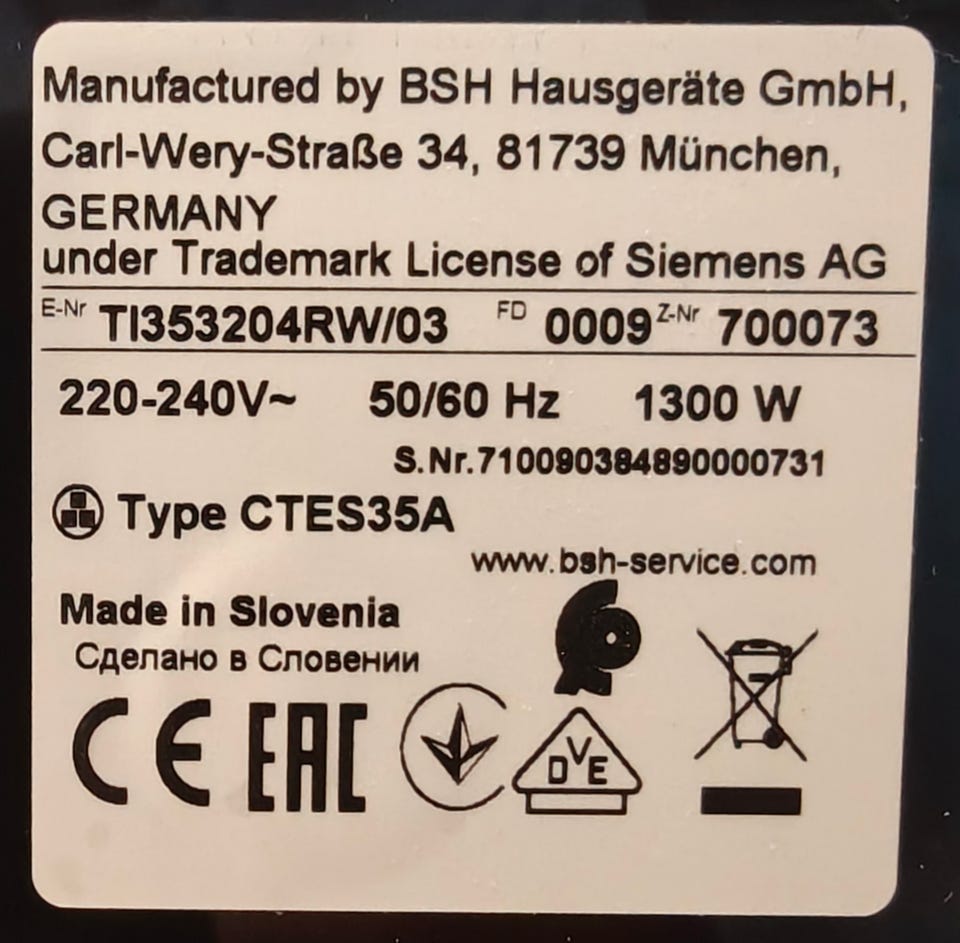 Manufactured by BSH Hausgeräte GmbH,
Carl-Wery-Straße 34, 81739 München,
GERMANY
under Trademark License of Siemens AG
E-Nr TI353204RW/03 FD 0009 Z-Nr 700073
220-240V~ 50/60 Hz 1300 W
S.Nr.710090384890000731
Type CTES35A
www.bsh-service.com
Made in Slovenia
Сделано в Словении
CE EAC
DVE